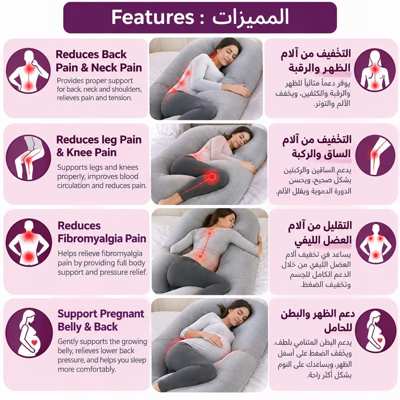 Features : المميزات
Reduces Back
Pain & Neck Pain
Provides proper support
for back, neck and shoulders,
relieves pain and tension.
التخفيف من آلام
الظهر والرقبة
يوفر دعماً مثالياً للظهر
والرقبة والكتفين، ويخفف
الألم والتوتر.
Reduces leg Pain
& Knee Pain
Supports legs and knees
properly, improves blood
circulation and reduces pain.
التخفيف من آلام
الساق والركبة
يدعم الساقين والركبتين
بشكل صحيح، ويحسن
الدورة الدموية ويقلل الألم.
Reduces
Fibromyalgia Pain
Helps relieve fibromyalgia
pain by providing full body
support and pressure relief.
التقليل من آلام
العضل الليفي
يساعد في تخفيف آلام
العضل الليفي من خلال
الدعم الكامل للجسم
وتخفيف الضغط.
Support Pregnant
Belly & Back
Gently supports the growing
belly, relieves lower back
pressure, and helps you sleep
more comfortably.
دعم الظهر والبطن
للحامل
يدعم البطن المتنامي بلطف،
ويخفف الضغط على أسفل
الظهر، ويساعدك على النوم
بشكل أكثر راحة.